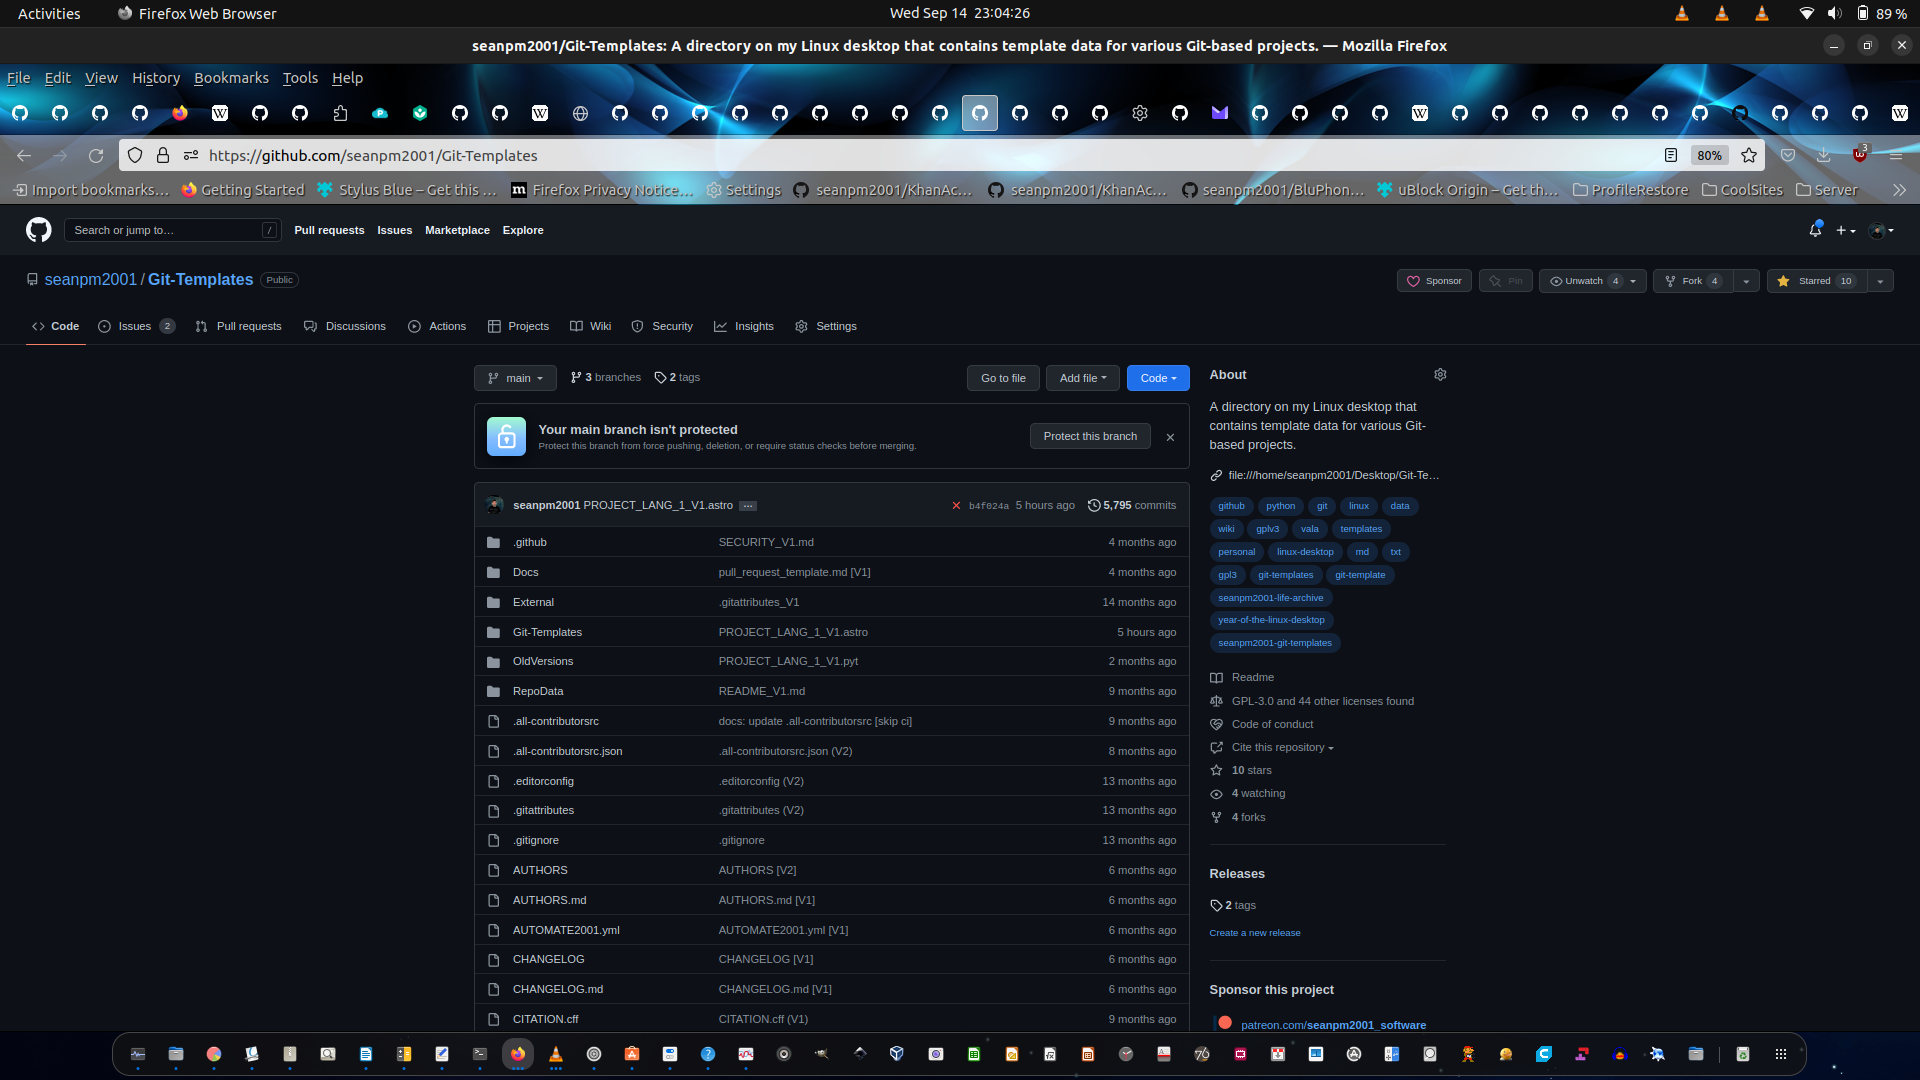 Activities Firefox Web Browser Wed Sep 14 23:04:26 89 %
seanpm2001/Git-Templates: A directory on my Linux desktop that contains template data for various Git-based projects. — Mozilla Firefox
File Edit View History Bookmarks Tools Help
https://github.com/seanpm2001/Git-Templates 80% 3
Import bookmarks… Getting Started Stylus Blue – Get this … Firefox Privacy Notice… Settings seanpm2001/KhanAc… seanpm2001/KhanAc… seanpm2001/BluPhon… uBlock Origin – Get th… ProfileRestore CoolSites Server
Search or jump to… / Pull requests Issues Marketplace Explore
seanpm2001 / Git-Templates Public Sponsor Pin Unwatch 4 Fork 4 Starred 10
Code Issues 2 Pull requests Discussions Actions Projects Wiki Security Insights Settings
main 3 branches 2 tags Go to file Add file Code
Your main branch isn't protected
Protect this branch from force pushing, deletion, or require status checks before merging.
Protect this branch
seanpm2001 PROJECT_LANG_1_V1.astro … b4f024a 5 hours ago 5,795 commits
.github SECURITY_V1.md 4 months ago
Docs pull_request_template.md [V1] 4 months ago
External .gitattributes_V1 14 months ago
Git-Templates PROJECT_LANG_1_V1.astro 5 hours ago
OldVersions PROJECT_LANG_1_V1.pyt 2 months ago
RepoData README_V1.md 9 months ago
.all-contributorsrc docs: update .all-contributorsrc [skip ci] 9 months ago
.all-contributorsrc.json .all-contributorsrc.json (V2) 8 months ago
.editorconfig .editorconfig (V2) 13 months ago
.gitattributes .gitattributes (V2) 13 months ago
.gitignore .gitignore 13 months ago
AUTHORS AUTHORS [V2] 6 months ago
AUTHORS.md AUTHORS.md [V1] 6 months ago
AUTOMATE2001.yml AUTOMATE2001.yml [V1] 6 months ago
CHANGELOG CHANGELOG [V1] 6 months ago
CHANGELOG.md CHANGELOG.md [V1] 6 months ago
CITATION.cff CITATION.cff (V1) 9 months ago
About
A directory on my Linux desktop that
contains template data for various Git-
based projects.
file:///home/seanpm2001/Desktop/Git-Te…
github python git linux data
wiki gplv3 vala templates
personal linux-desktop md txt
gpl3 git-templates git-template
seanpm2001-life-archive
year-of-the-linux-desktop
seanpm2001-git-templates
Readme
GPL-3.0 and 44 other licenses found
Code of conduct
Cite this repository
10 stars
4 watching
4 forks
Releases
2 tags
Create a new release
Sponsor this project
patreon.com/seanpm2001_software